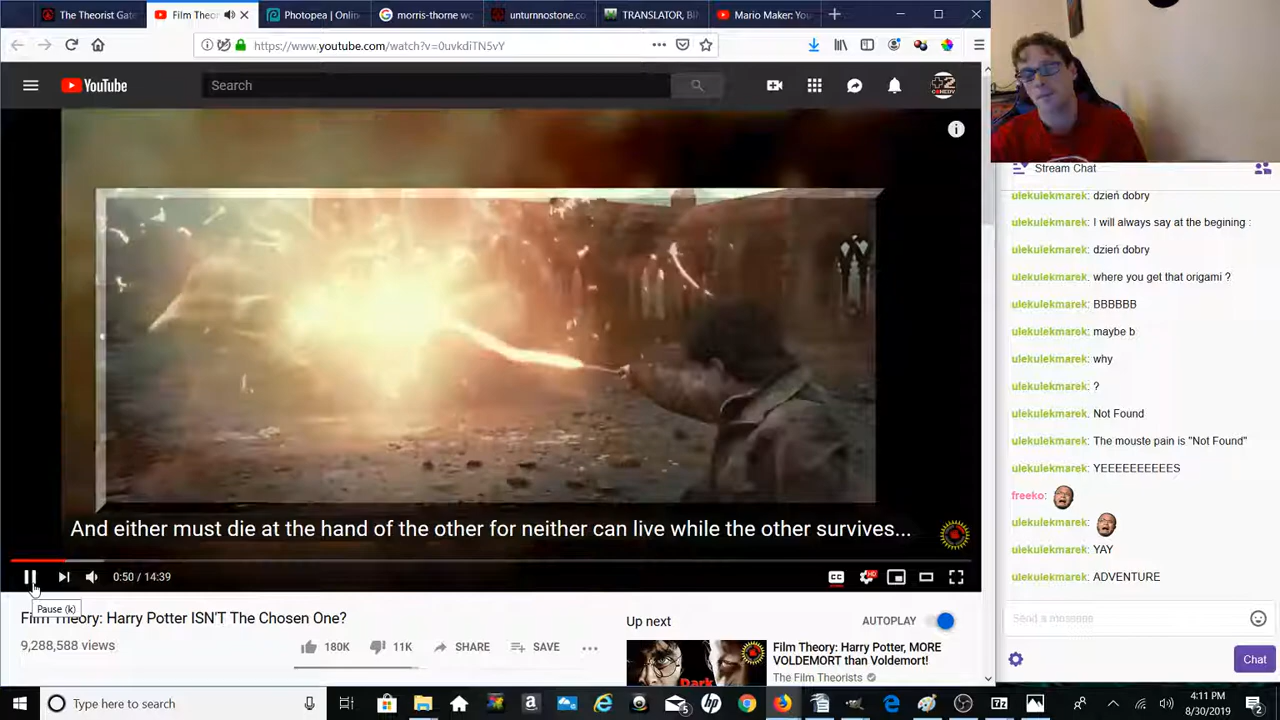 The Theorist Gate
Film Theor
Photopea | Onlin
morris-thorne wo
unturnnostone.co
TRANSLATOR, BI
Mario Maker: You
https://www.youtube.com/watch?v=0uvkdiTN5vY
YouTube
Search
Stream Chat
ulekulekmarek: dzień dobry
ulekulekmarek: I will always say at the begining :
ulekulekmarek: dzień dobry
ulekulekmarek: where you get that origami ?
ulekulekmarek: BBBBBB
ulekulekmarek: maybe b
ulekulekmarek: why
ulekulekmarek: ?
ulekulekmarek: Not Found
ulekulekmarek: The mouste pain is "Not Found"
ulekulekmarek: YEEEEEEEEEES
freeko:
ulekulekmarek:
ulekulekmarek: YAY
ulekulekmarek: ADVENTURE
And either must die at the hand of the other for neither can live while the other survives...
0:50 / 14:39
CC
HD
Pause (k)
Film Theory: Harry Potter ISN'T The Chosen One?
9,288,588 views
180K
11K
SHARE
SAVE
Up next
AUTOPLAY
Film Theory: Harry Potter, MORE
VOLDEMORT than Voldemort!
The Film Theorists
Dark
Send a message
Chat
Type here to search
4:11 PM
8/30/2019